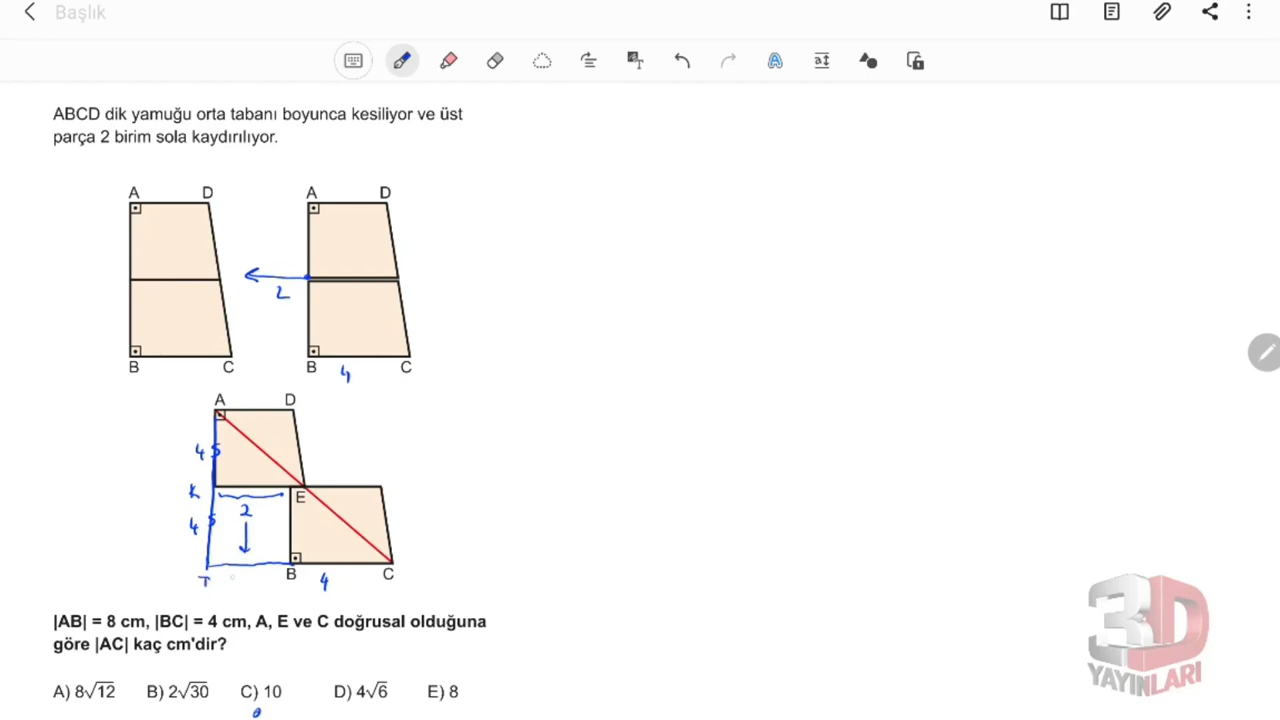 Başlık
ABCD dik yamuğu orta tabanı boyunca kesiliyor ve üst
parça 2 birim sola kaydırılıyor.
A D A D
2
B C B C
4
A D
4 5
K E
2
4 5
T B 4 C
|AB| = 8 cm, |BC| = 4 cm, A, E ve C doğrusal olduğuna
göre |AC| kaç cm'dir?
A) 8√12 B) 2√30 C) 10 D) 4√6 E) 8
3D
YAYINLARI